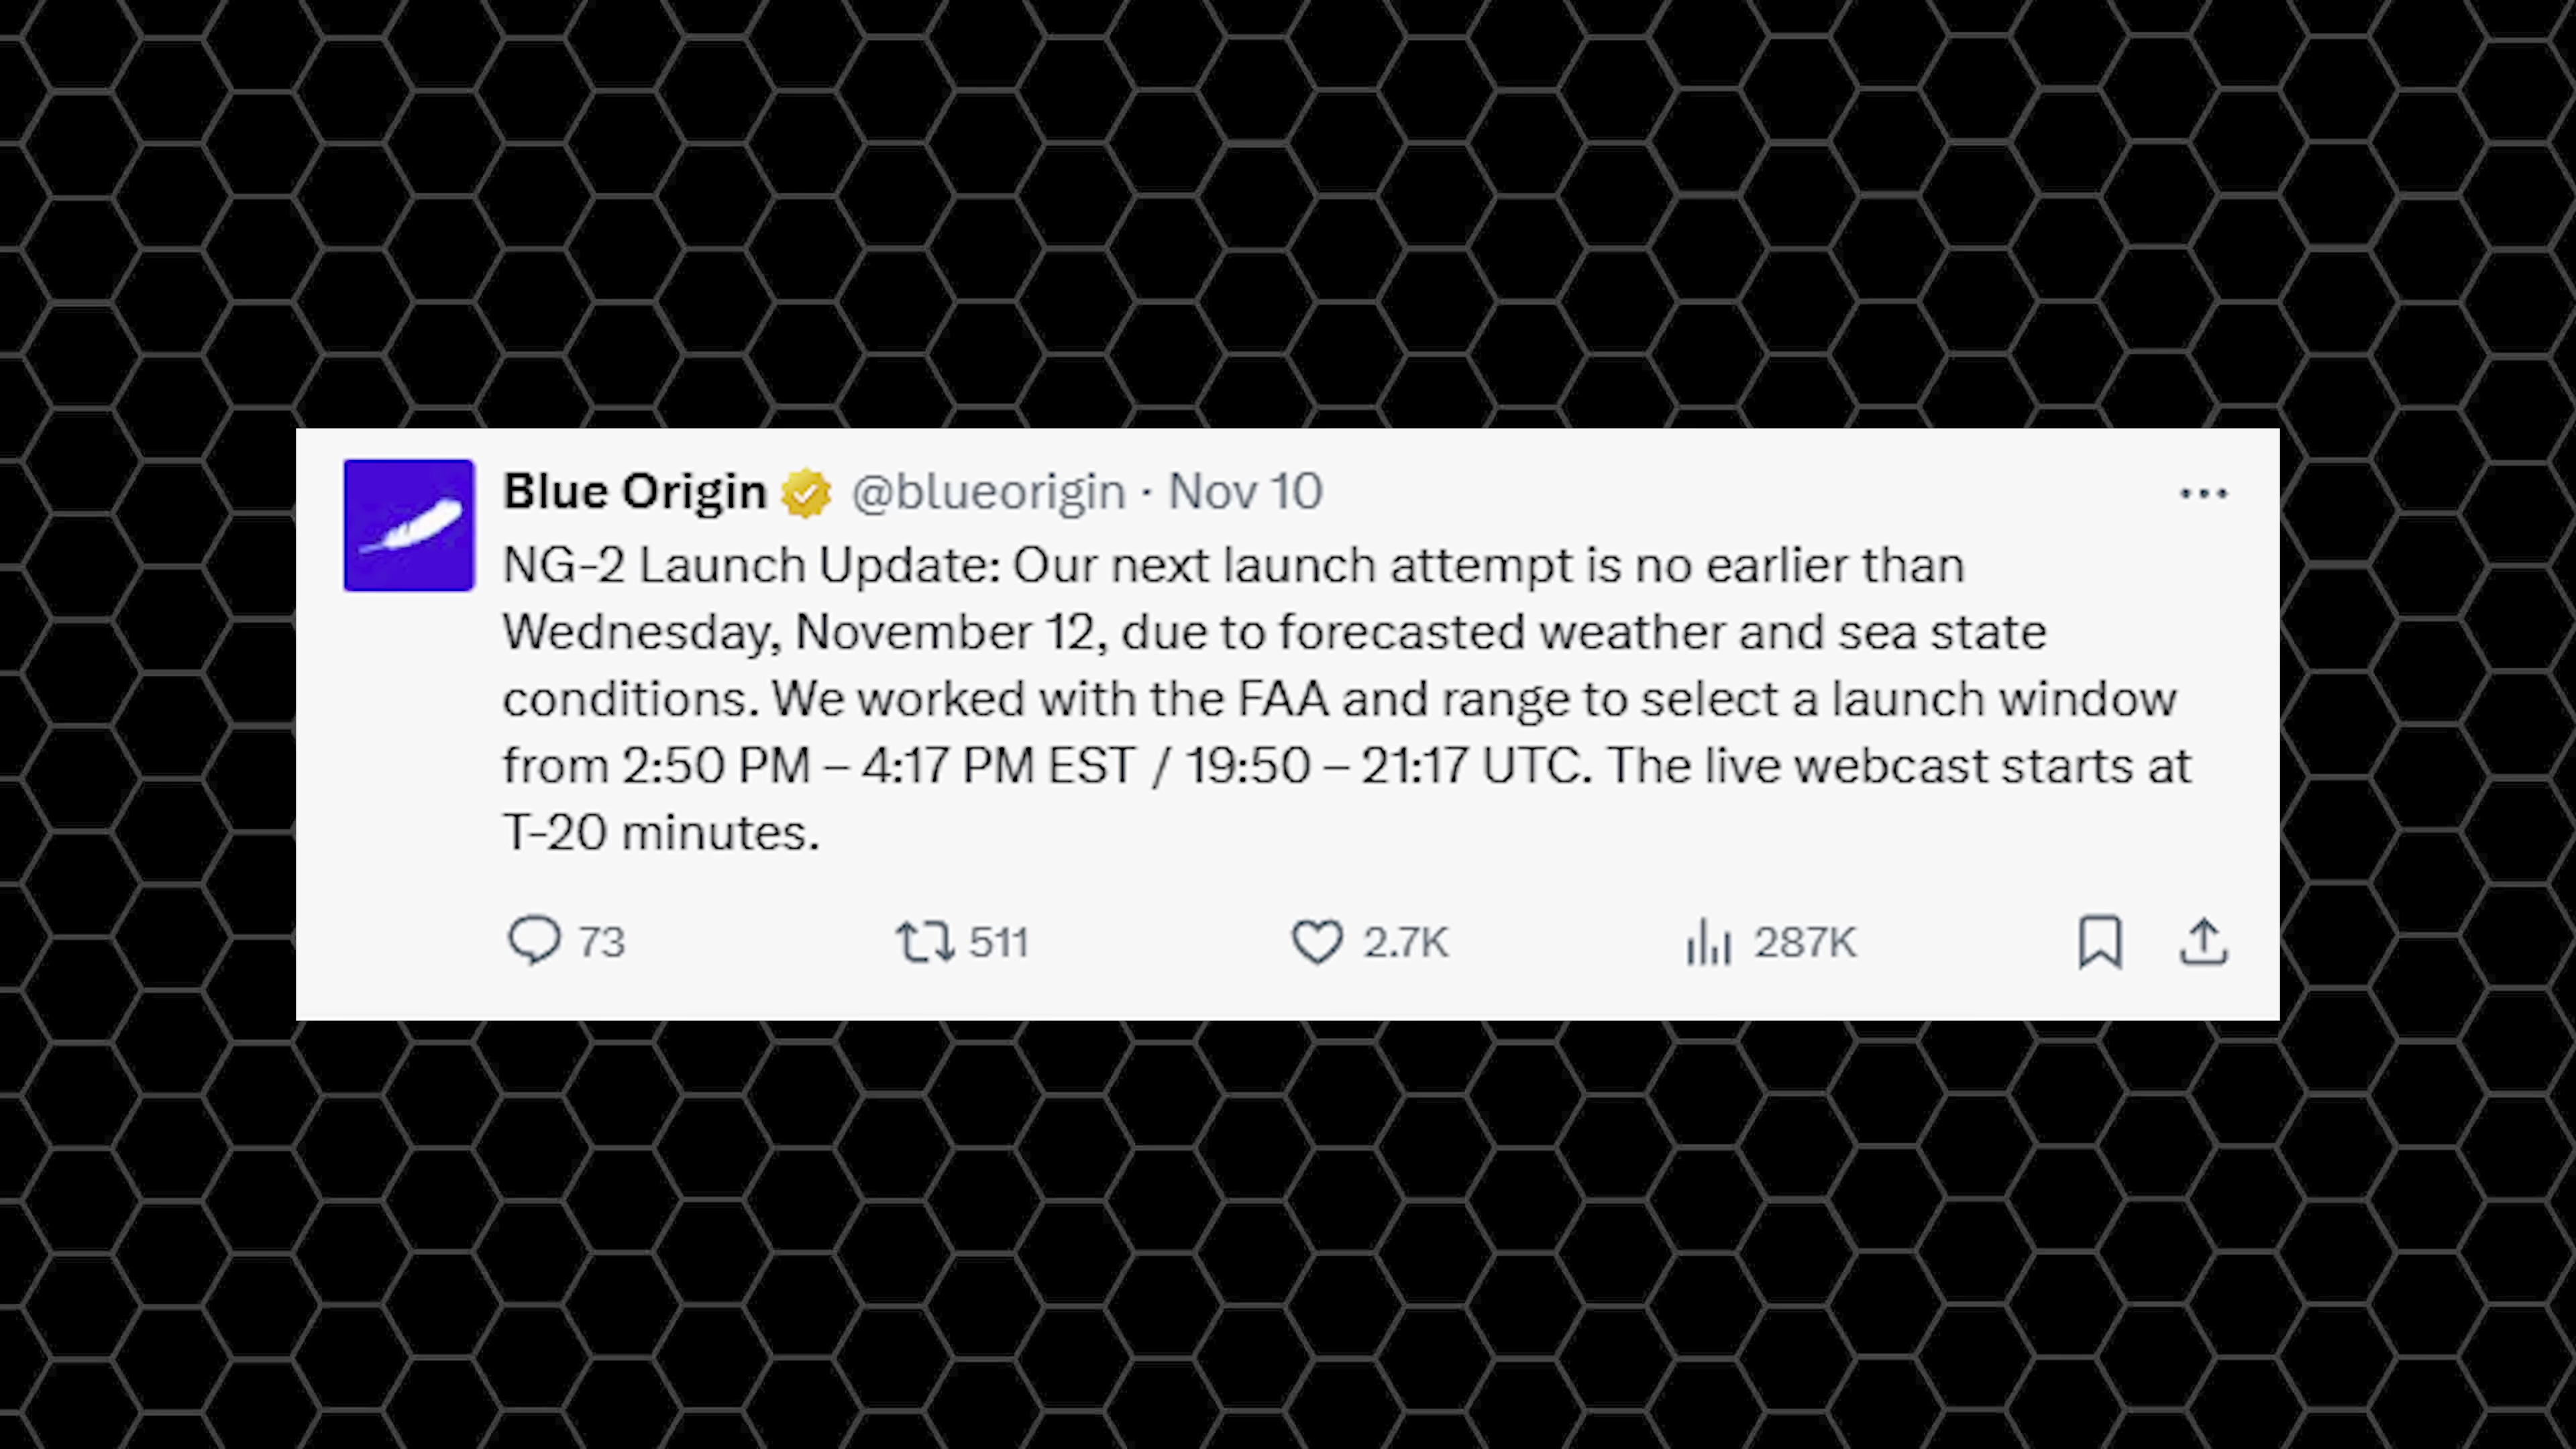 Blue Origin @blueorigin · Nov 10
NG-2 Launch Update: Our next launch attempt is no earlier than
Wednesday, November 12, due to forecasted weather and sea state
conditions. We worked with the FAA and range to select a launch window
from 2:50 PM – 4:17 PM EST / 19:50 – 21:17 UTC. The live webcast starts at
T-20 minutes.
73 511 2.7K 287K